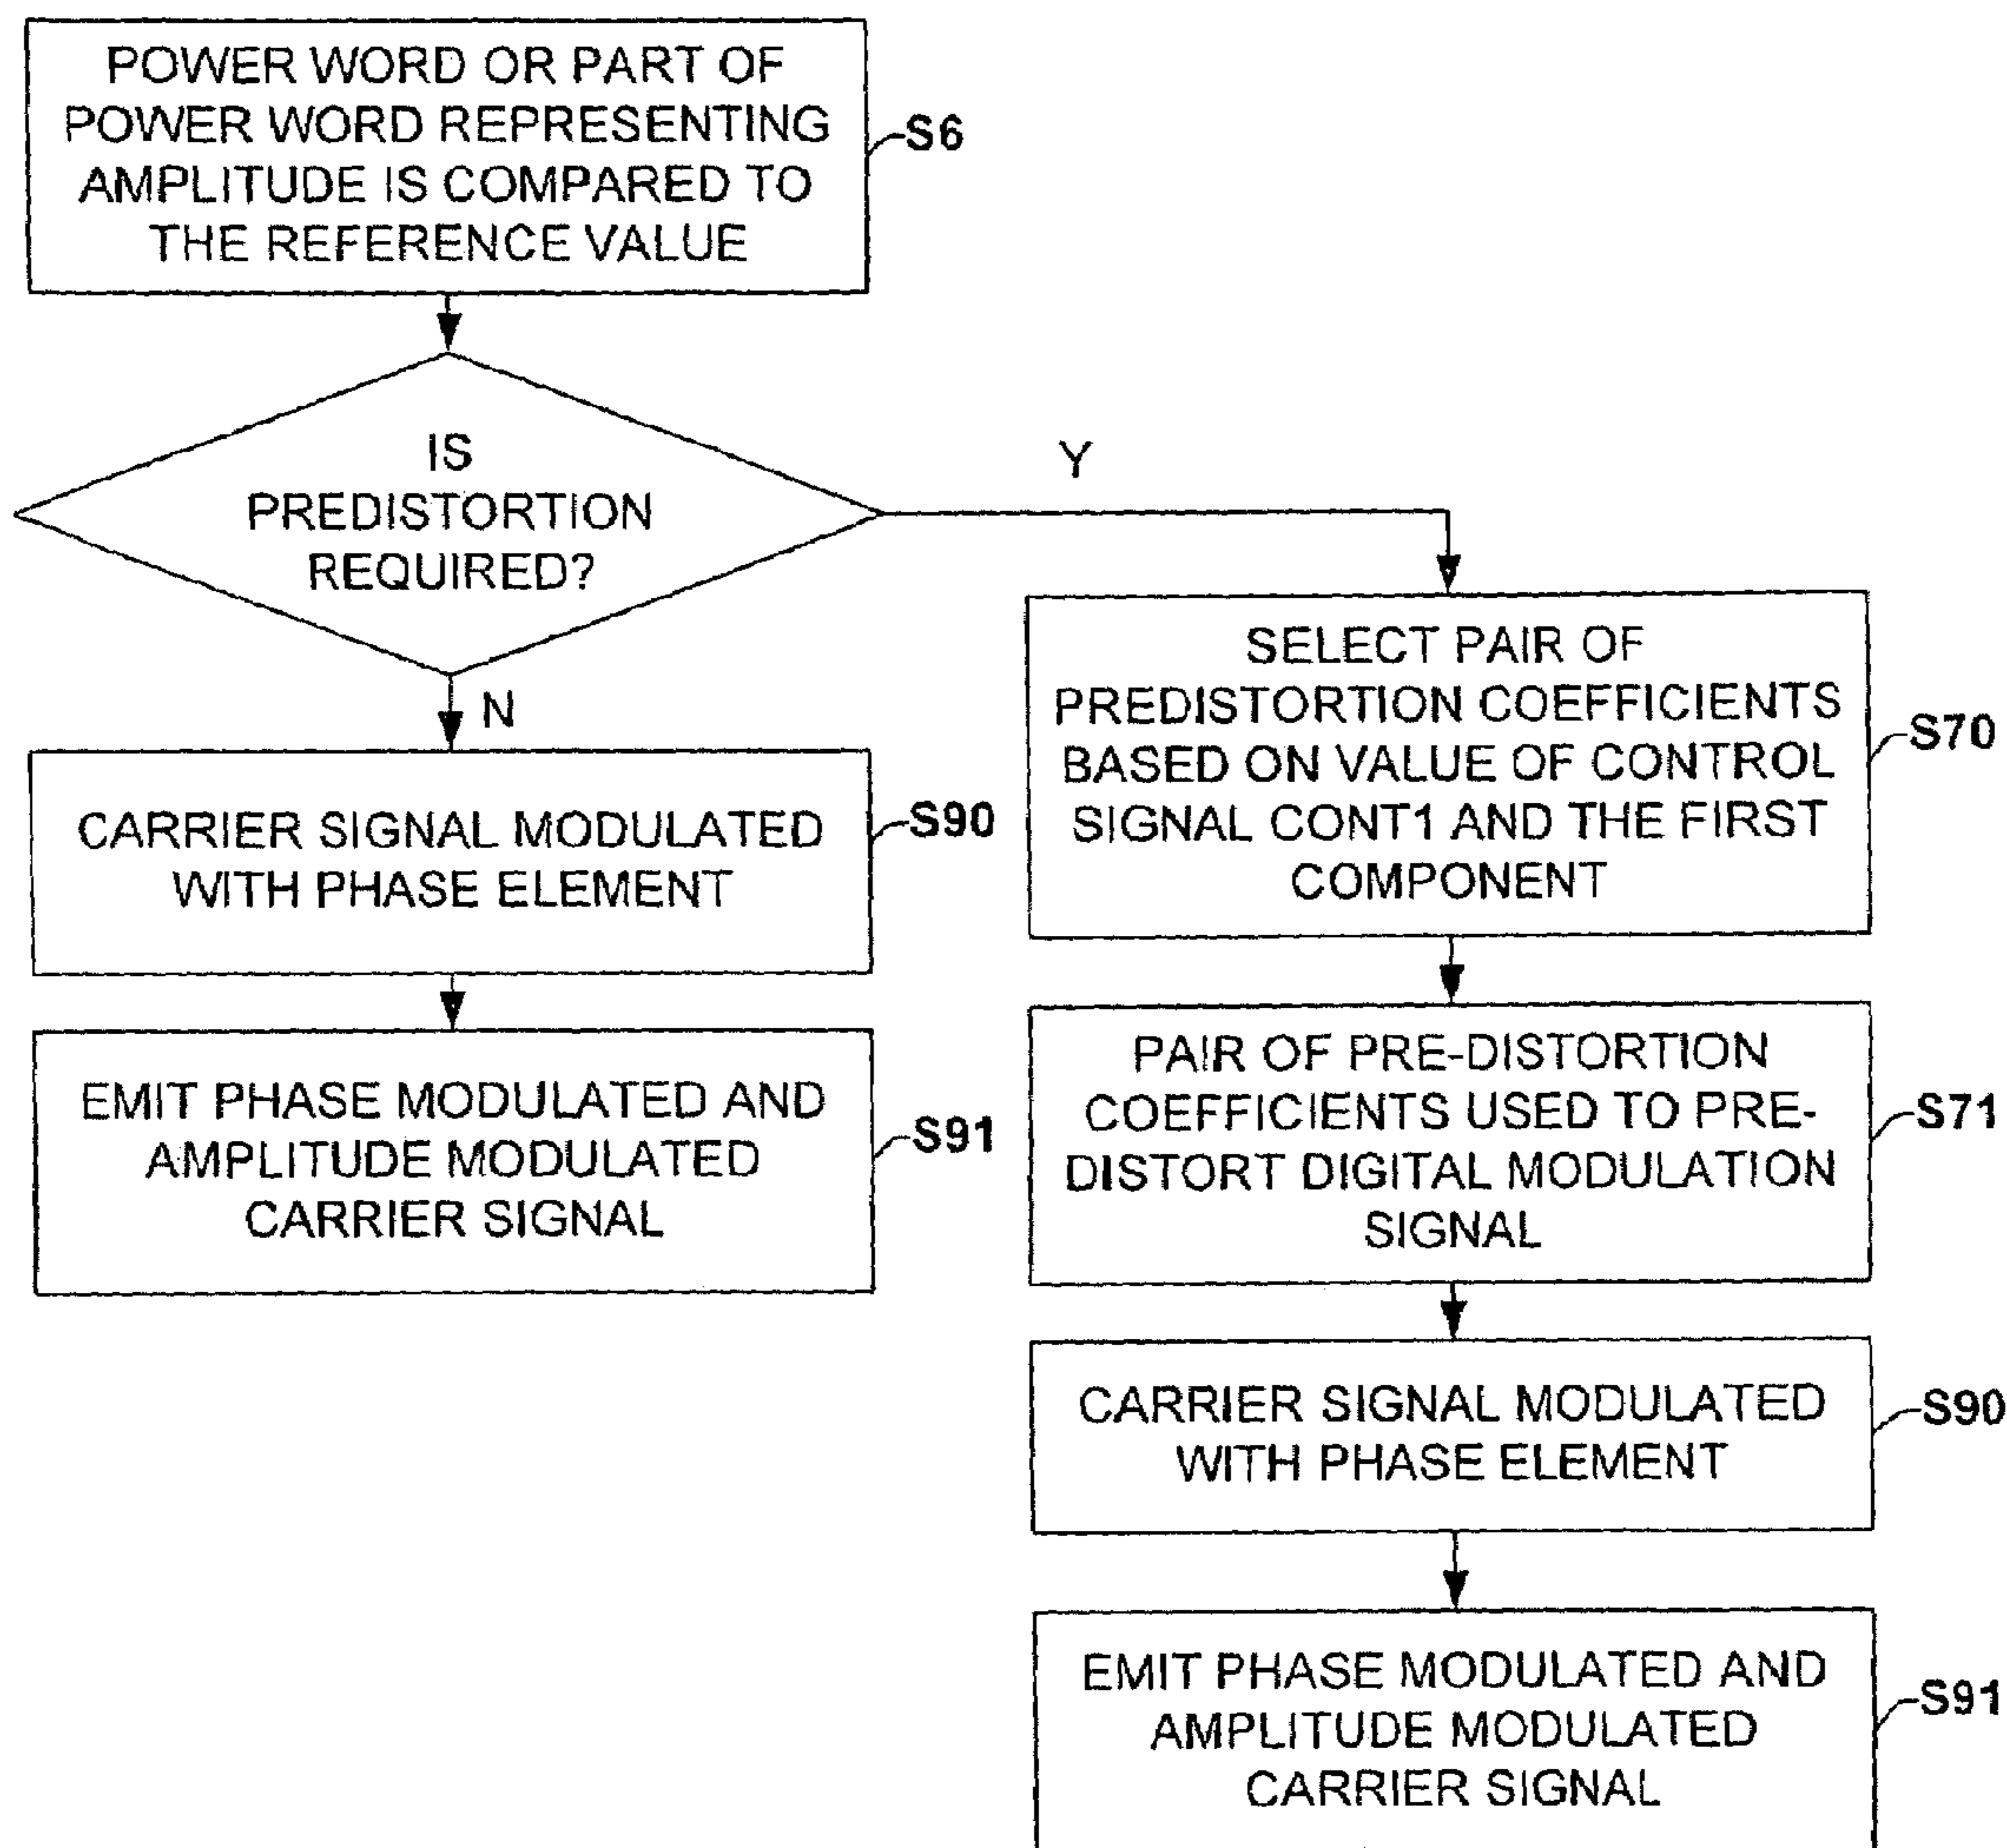 POWER WORD OR PART OF
POWER WORD REPRESENTING
AMPLITUDE IS COMPARED TO
THE REFERENCE VALUE
S6
IS
PREDISTORTION
REQUIRED?
Y
N
CARRIER SIGNAL MODULATED
WITH PHASE ELEMENT
S90
EMIT PHASE MODULATED AND
AMPLITUDE MODULATED
CARRIER SIGNAL
S91
SELECT PAIR OF
PREDISTORTION COEFFICIENTS
BASED ON VALUE OF CONTROL
SIGNAL CONT1 AND THE FIRST
COMPONENT
S70
PAIR OF PRE-DISTORTION
COEFFICIENTS USED TO PRE-
DISTORT DIGITAL MODULATION
SIGNAL
S71
CARRIER SIGNAL MODULATED
WITH PHASE ELEMENT
S90
EMIT PHASE MODULATED AND
AMPLITUDE MODULATED
CARRIER SIGNAL
S91